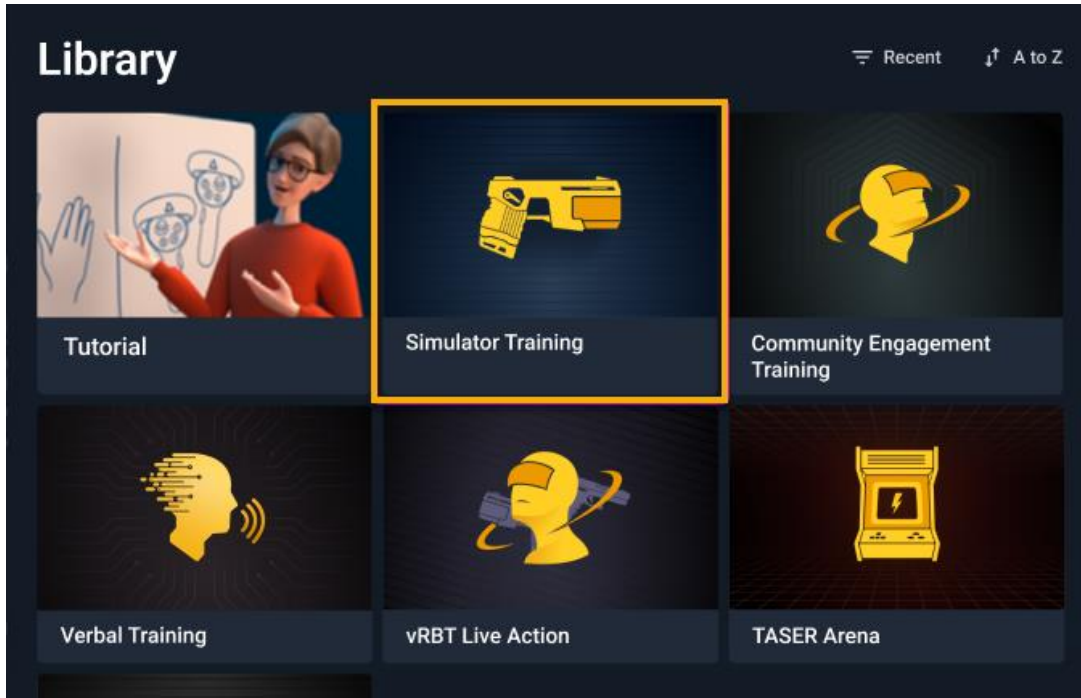 Library
Recent
A to Z
Tutorial
Simulator Training
Community Engagement
Training
Verbal Training
vRBT Live Action
TASER Arena